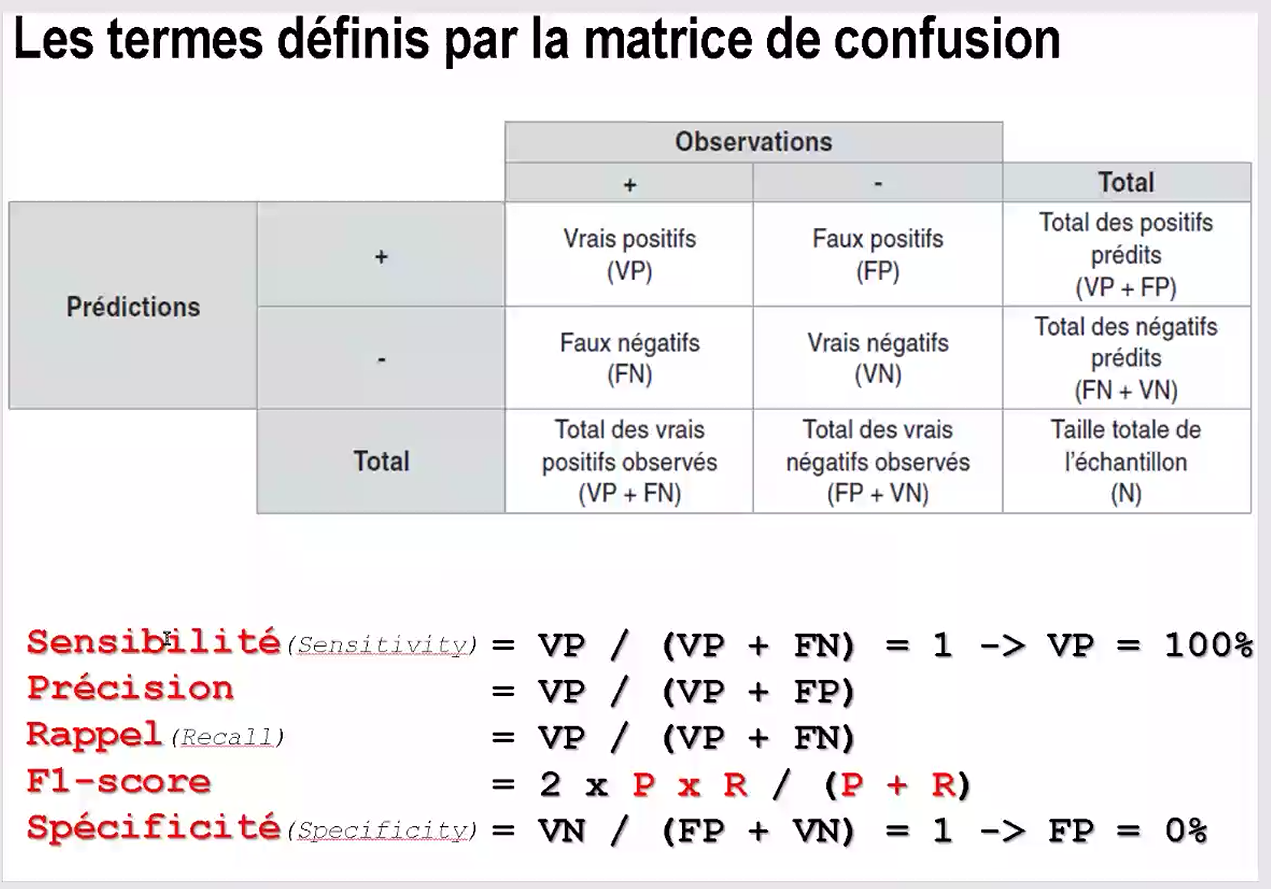 Les termes définis par la matrice de confusion
Observations
+ - Total
Prédictions
+
Vrais positifs
(VP)
Faux positifs
(FP)
Total des positifs
prédits
(VP + FP)
-
Faux négatifs
(FN)
Vrais négatifs
(VN)
Total des négatifs
prédits
(FN + VN)
Total
Total des vrais
positifs observés
(VP + FN)
Total des vrais
négatifs observés
(FP + VN)
Taille totale de
l'échantillon
(N)
Sensibilité (Sensitivity) = VP / (VP + FN) = 1 -> VP = 100%
Précision = VP / (VP + FP)
Rappel (Recall) = VP / (VP + FN)
F1-score = 2 x P x R / (P + R)
Spécificité (Specificity) = VN / (FP + VN) = 1 -> FP = 0%